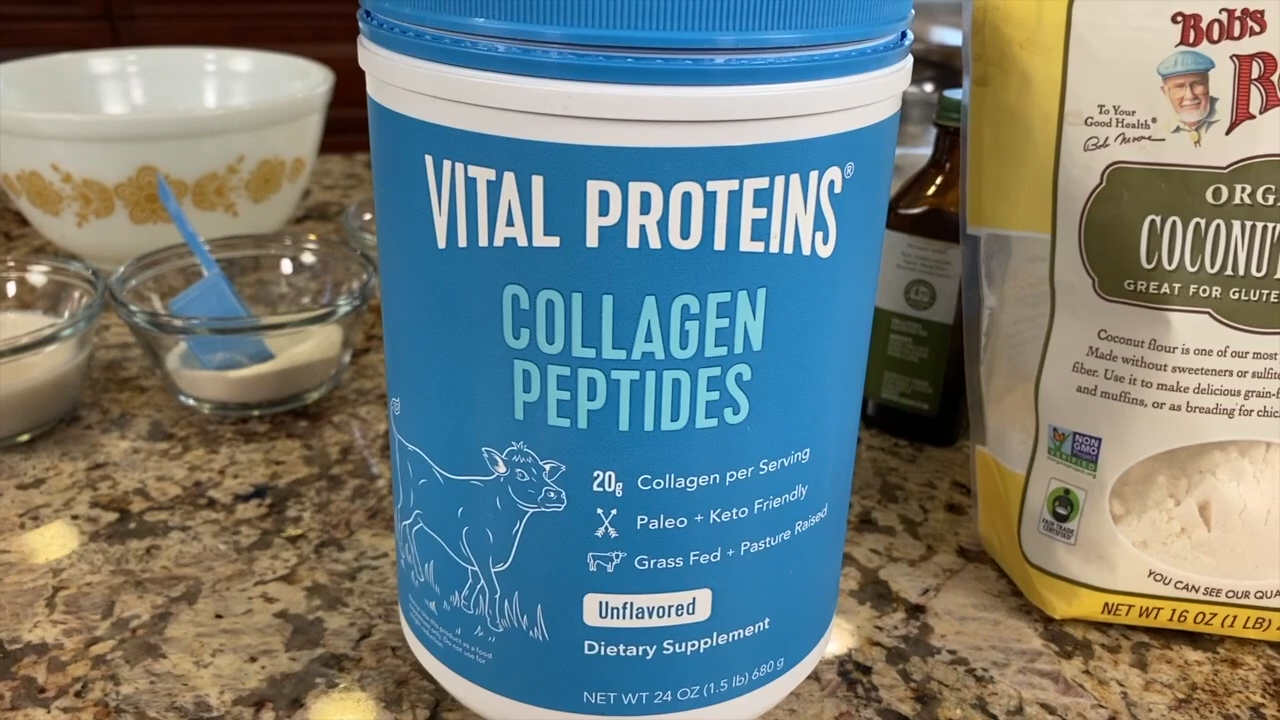 VITAL PROTEINS®
COLLAGEN
PEPTIDES
20g Collagen per Serving
Paleo + Keto Friendly
Grass Fed + Pasture Raised
Unflavored
Dietary Supplement
NET WT 24 OZ (1.5 lb) 680 g
BOB'S
R
To Your
Good Health®
Bob Moore
ORG
COCONUT
GREAT FOR GLUTE
Coconut flour is one of our most
Made without sweeteners or sulfite
fiber. Use it to make delicious grain-f
and muffins, or as breading for chic
NON
GMO
VERIFIED
FAIR TRADE
CERTIFIED
YOU CAN SEE OUR QUA
NET WT 16 OZ (1 LB)